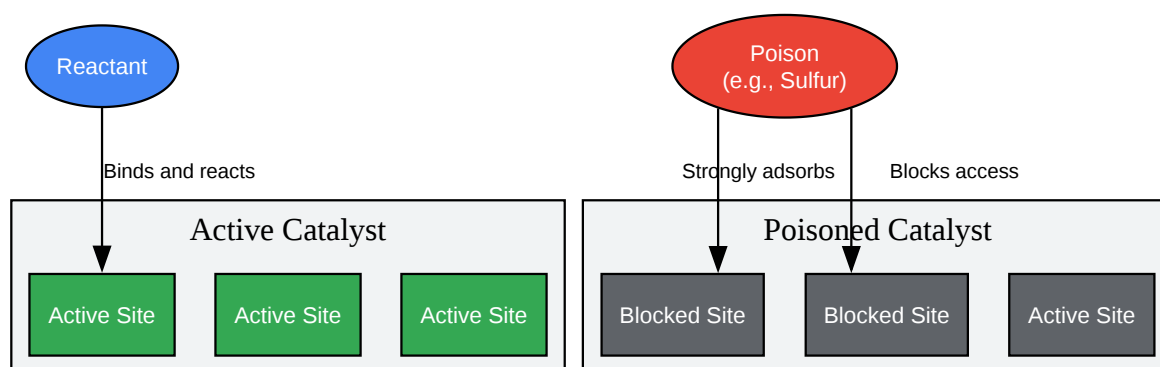 Reactant
Poison
(e.g., Sulfur)
Binds and reacts
Strongly adsorbs
Blocks access
Active Catalyst
Poisoned Catalyst
Active Site
Active Site
Active Site
Blocked Site
Blocked Site
Active Site